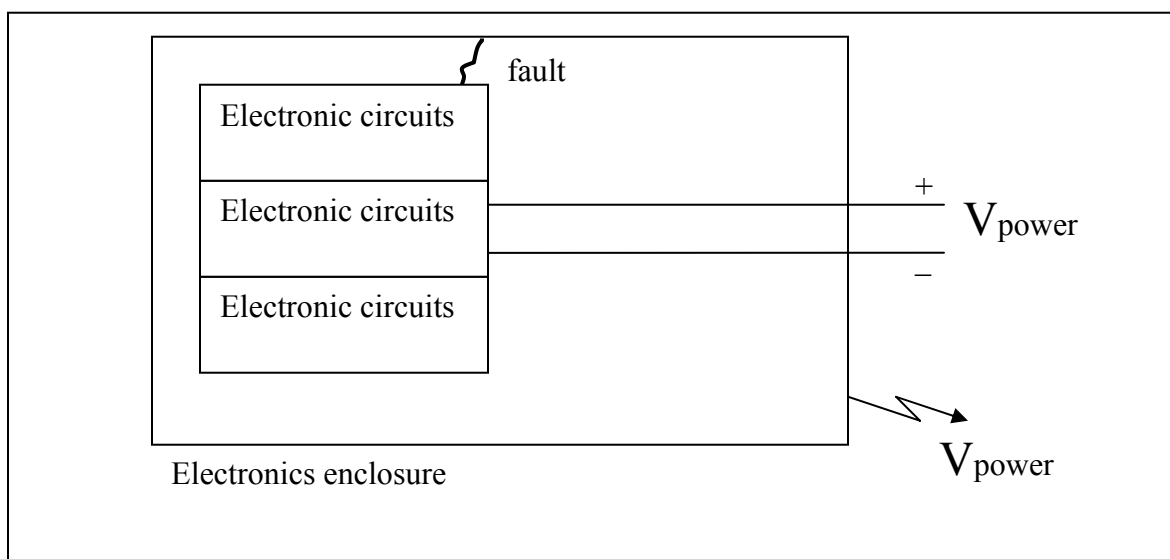 fault
Electronic circuits
Electronic circuits
Electronic circuits
+
Vpower
−
Vpower
Electronics enclosure